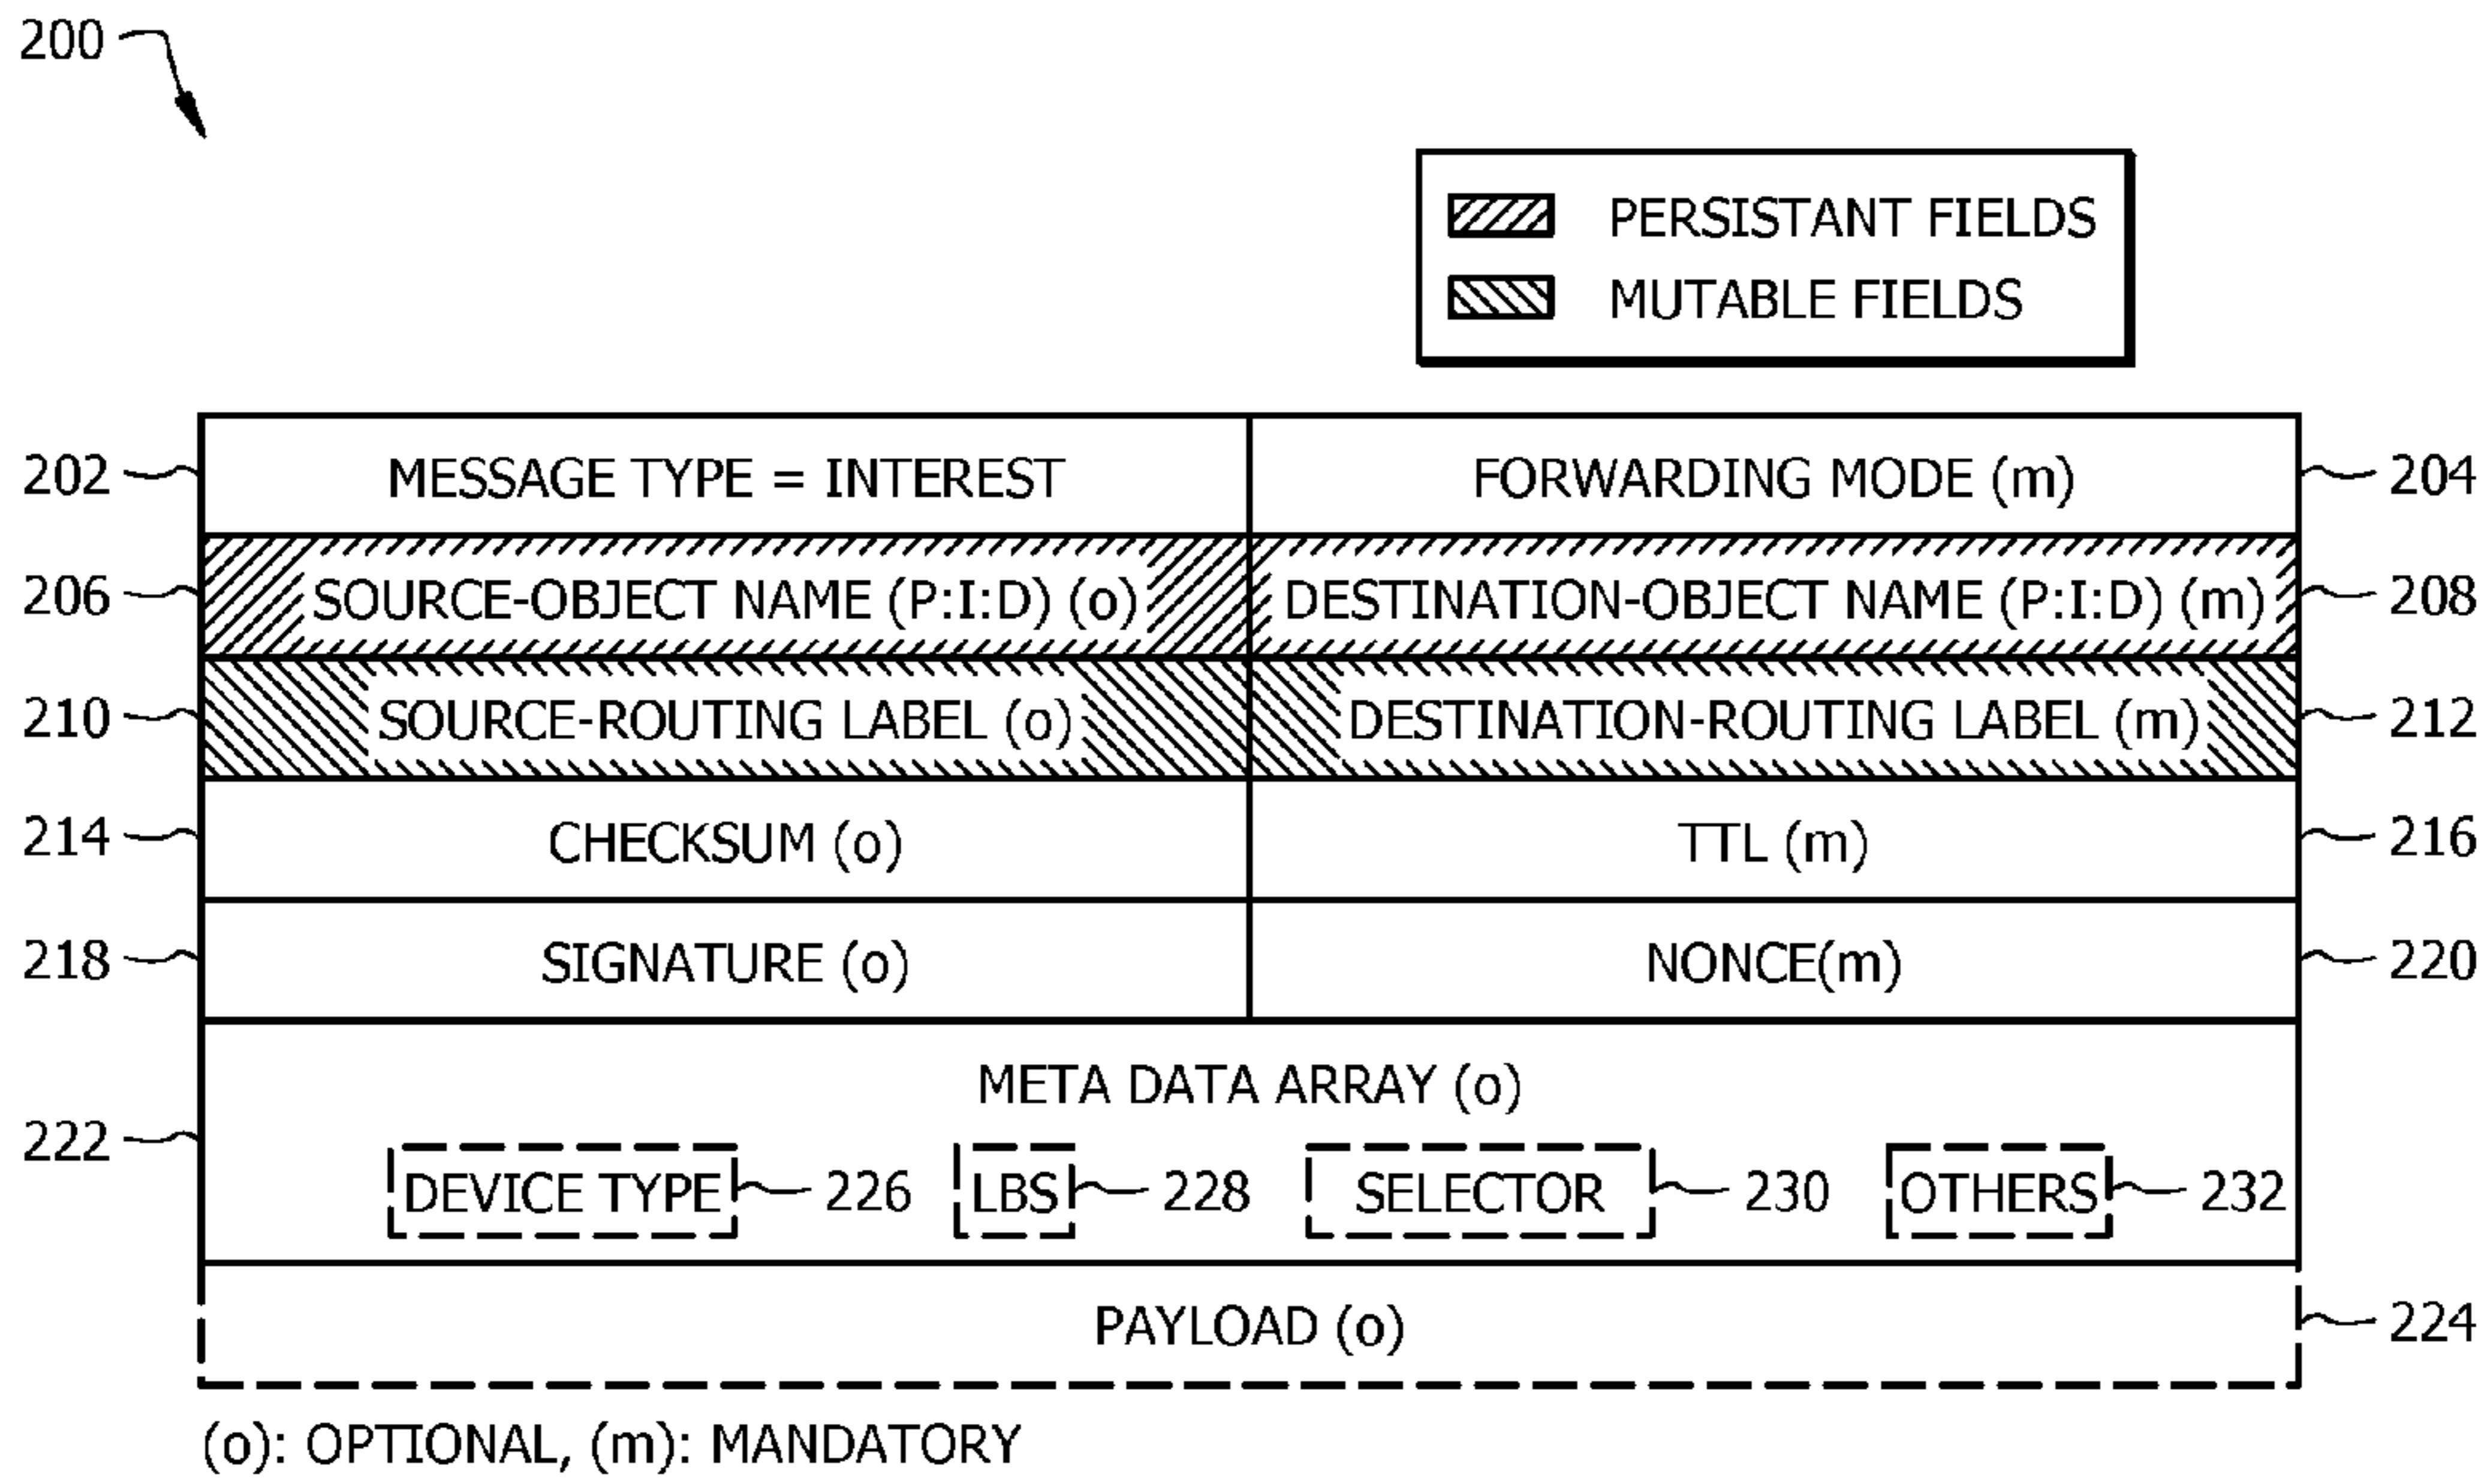 200
PERSISTANT FIELDS
MUTABLE FIELDS
202 MESSAGE TYPE = INTEREST FORWARDING MODE (m) 204
206 SOURCE-OBJECT NAME (P:I:D) (o) DESTINATION-OBJECT NAME (P:I:D) (m) 208
210 SOURCE-ROUTING LABEL (o) DESTINATION-ROUTING LABEL (m) 212
214 CHECKSUM (o) TTL (m) 216
218 SIGNATURE (o) NONCE(m) 220
META DATA ARRAY (o)
222 DEVICE TYPE 226 LBS 228 SELECTOR 230 OTHERS 232
PAYLOAD (o) 224
(o): OPTIONAL, (m): MANDATORY